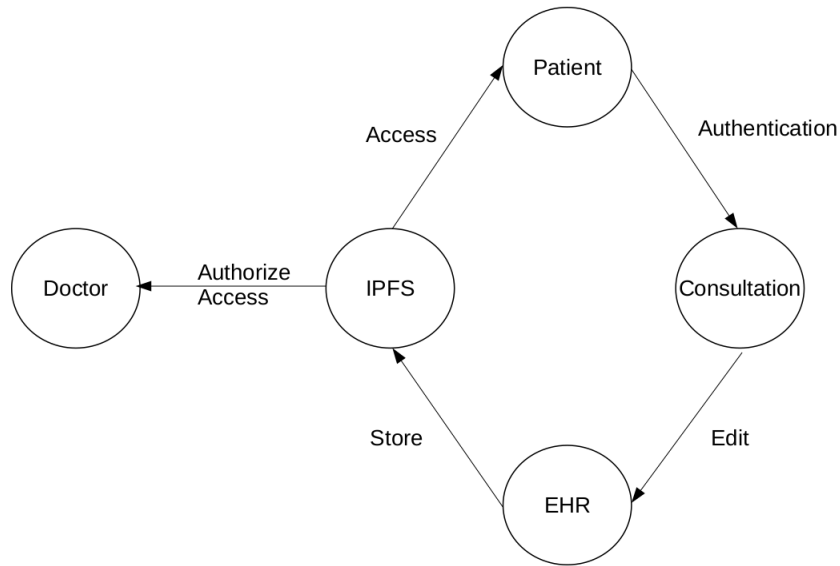 Patient
Access
Authentication
Doctor
Authorize
Access
IPFS
Consultation
Store
Edit
EHR